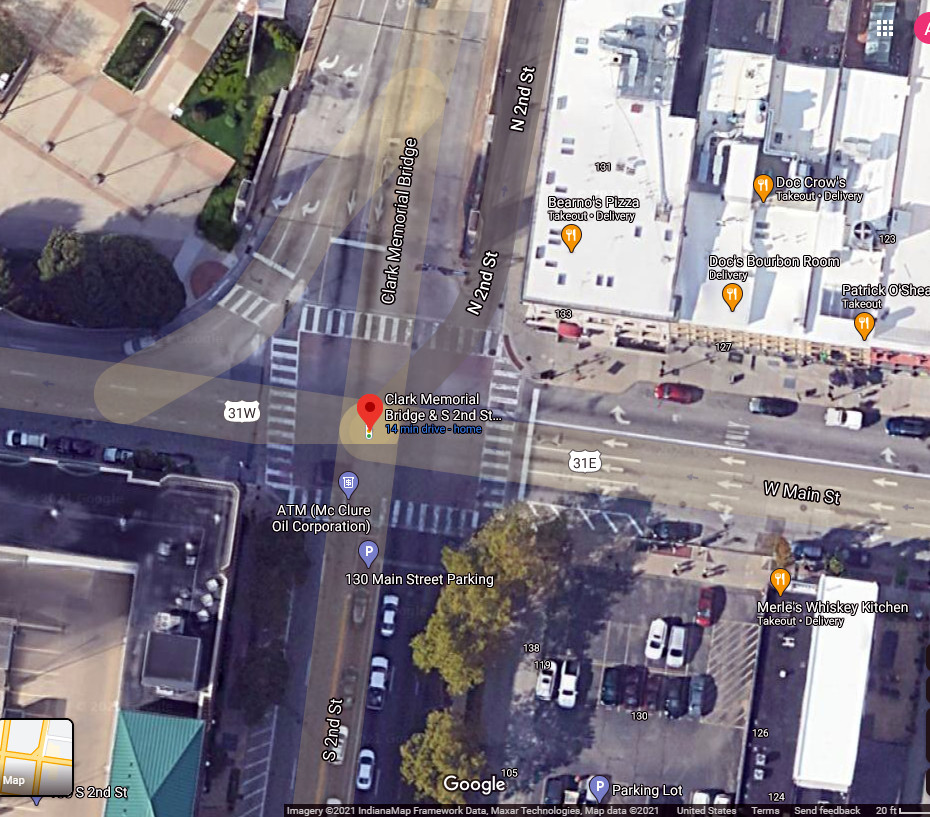 A
N 2nd St
Clark Memorial Bridge
131
Doc Crow's
Takeout • Delivery
Bearno's Pizza
Takeout • Delivery
123
Doc's Bourbon Room
Delivery
N 2nd St
Patrick O'Shea
Takeout
133
127
31W
Clark Memorial
Bridge & S 2nd St...
14 min drive - home
31E
W Main St
ATM (Mc Clure
Oil Corporation)
130 Main Street Parking
P
Merle's Whiskey Kitchen
Takeout • Delivery
138
119
130
S 2nd St
126
Map
S 2nd St
Google
105
P
Parking Lot
124
Imagery ©2021 IndianaMap Framework Data, Maxar Technologies, Map data ©2021 United States Terms Send feedback 20 ft